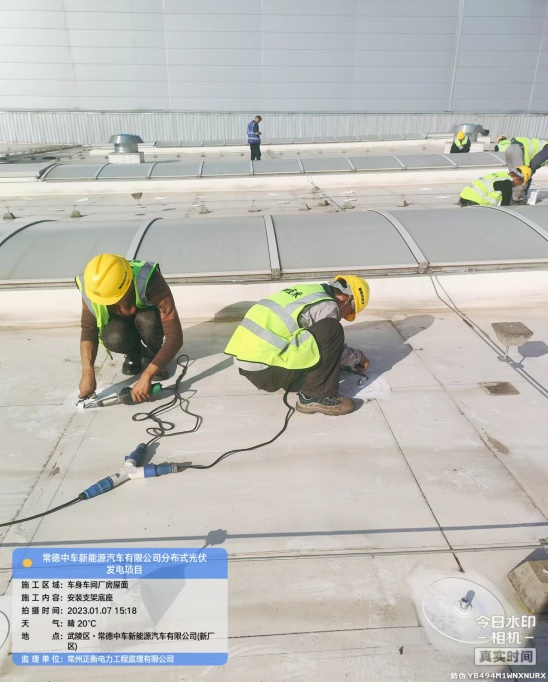 常德中车新能源汽车有限公司分布式光伏
发电项目
施工区域：车身车间厂房屋面
施工内容：安装支架底座
拍摄时间：2023.01.07 15:18
天 气：晴 20℃
地 点：武陵区·常德中车新能源汽车有限公司(新厂
区)
监理单位：常州正衡电力工程监理有限公司
今日水印
相机
真实时间
防伪 YB494M1WNXNURX